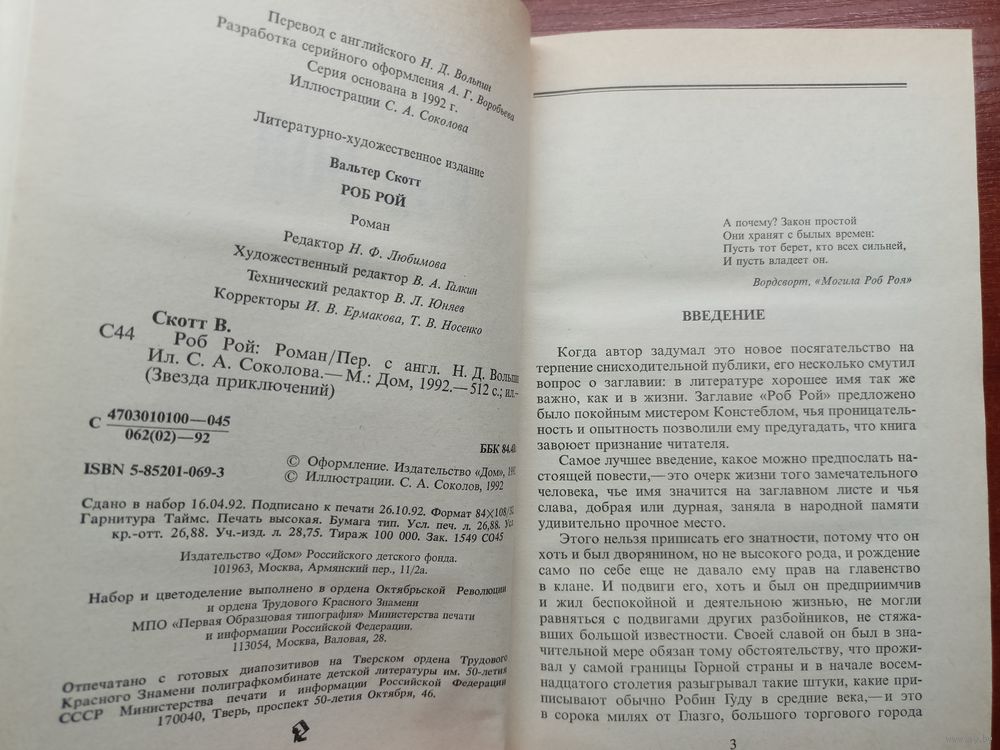 Перевод с английского Н. Д. Вольпин
Разработка серийного оформления А. Г. Воробьева
Серия основана в 1992 г.
Иллюстрации С. А. Соколова
Литературно-художественное издание
Вальтер Скотт
РОБ РОЙ
Роман
Редактор Н. Ф. Любимова
Художественный редактор В. А. Галкин
Технический редактор В. Л. Юняев
Корректоры И. В. Ермакова, Т. В. Носенко
Скотт В.
С44
Роб Рой: Роман/Пер. с англ. Н. Д. Вольпи
Ил. С. А. Соколова.— М.: Дом, 1992.— 512 с.; ил.—
(Звезда приключений)
С 4703010100—045
062(02)—92
ББК 84.4
ISBN 5-85201-069-3
© Оформление. Издательство «Дом», 199
© Иллюстрации. С. А. Соколов, 1992
Сдано в набор 16.04.92. Подписано к печати 26.10.92. Формат 84×108/32
Гарнитура Таймс. Печать высокая. Бумага тип. Усл. печ. л. 26,88. Усл.
кр.-отт. 26,88. Уч.-изд. л. 28,75. Тираж 100 000. Зак. 1549 С045
Издательство «Дом» Российского детского фонда.
101963, Москва, Армянский пер., 11/2а.
Набор и цветоделение выполнено в ордена Октябрьской Революции
и ордена Трудового Красного Знамени
МПО «Первая Образцовая типография» Министерства печати
и информации Российской Федерации.
113054, Москва, Валовая, 28.
Отпечатано с готовых диапозитивов на Тверском ордена Трудового
Красного Знамени полиграфкомбинате детской литературы им. 50-летия
СССР Министерства печати и информации Российской Федерации
170040, Тверь, проспект 50-летия Октября, 46.
2
А почему? Закон простой
Они хранят с былых времен:
Пусть тот берет, кто всех сильней,
И пусть владеет он.
Вордсворт, «Могила Роб Роя»
ВВЕДЕНИЕ
Когда автор задумал это новое посягательство на
терпение снисходительной публики, его несколько смутил
вопрос о заглавии: в литературе хорошее имя так же
важно, как и в жизни. Заглавие «Роб Рой» предложено
было покойным мистером Констеблом, чья проницатель-
ность и опытность позволили ему предугадать, что книга
завоюет признание читателя.
Самое лучшее введение, какое можно предпослать на-
стоящей повести,— это очерк жизни того замечательного
человека, чье имя значится на заглавном листе и чья
слава, добрая или дурная, заняла в народной памяти
удивительно прочное место.
Этого нельзя приписать его знатности, потому что он
хоть и был дворянином, но не высокого рода, и рождение
само по себе еще не давало ему прав на главенство
в клане. И подвиги его, хоть и был он предприимчив
и жил беспокойной и деятельною жизнью, не могли
равняться с подвигами других разбойников, не стяжа-
вших большой известности. Своей славой он был в зна-
чительной мере обязан тому обстоятельству, что прожи-
вал у самой границы Горной страны и в начале восем-
надцатого столетия разыгрывал такие штуки, какие при-
писывают обычно Робин Гуду в средние века,— и это
в сорока милях от Глазго, большого торгового города
3